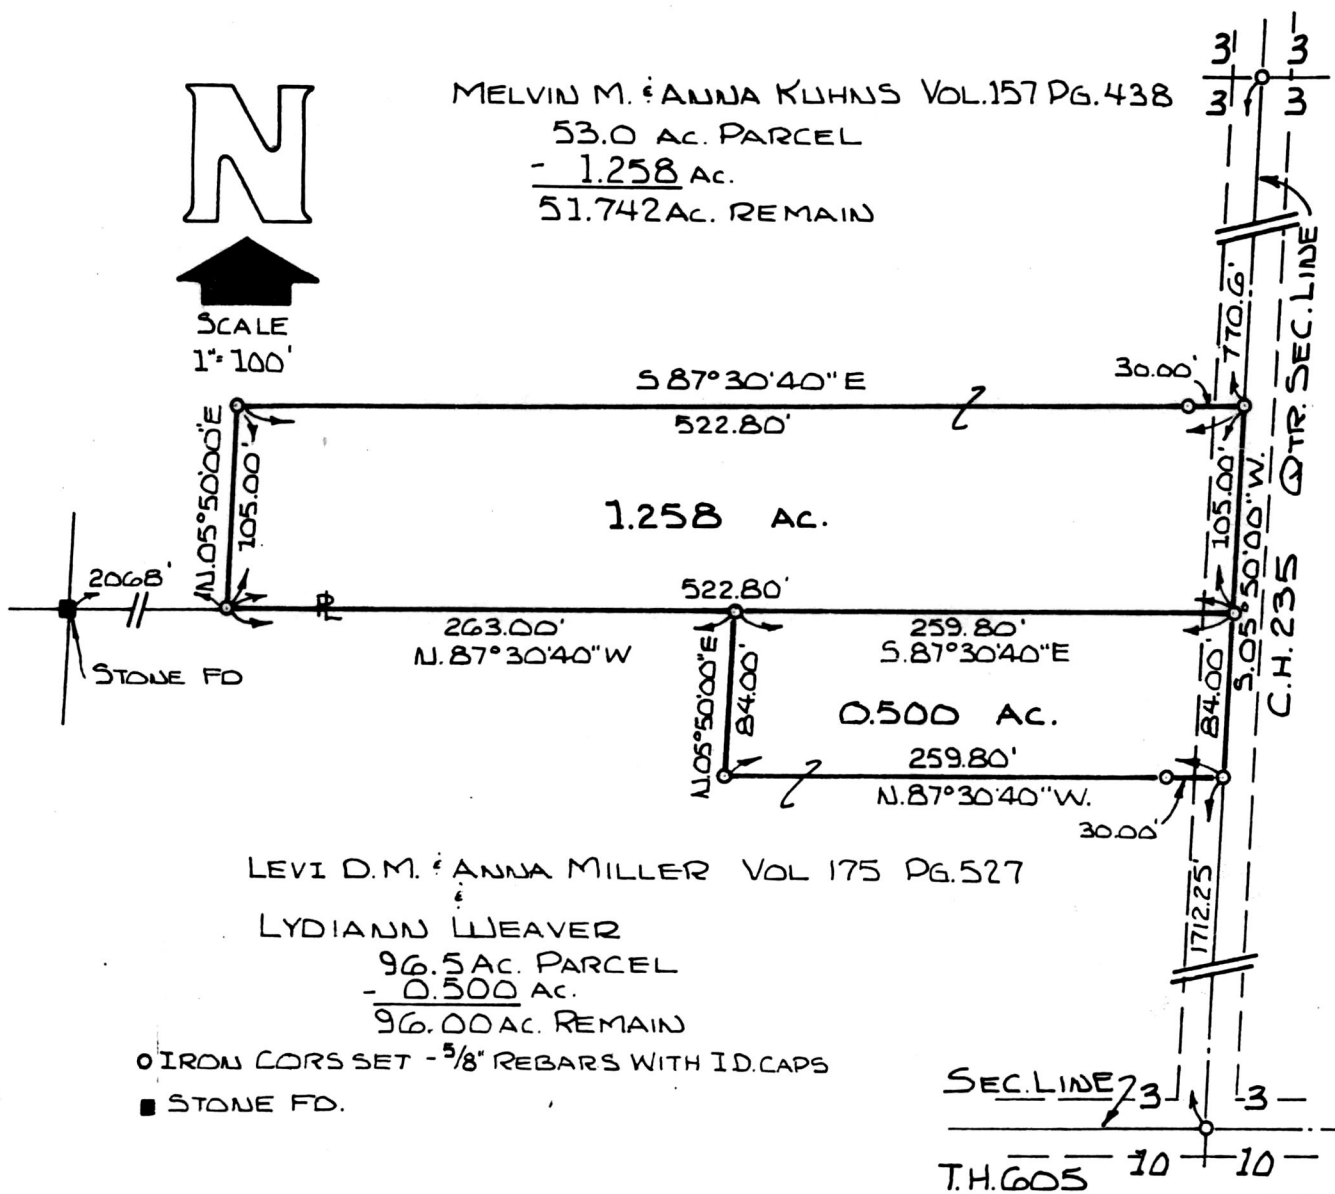 N
SCALE
1"=100'
MELVIN M. & ANNA KUHNS VOL.157 PG.438
53.0 AC. PARCEL
- 1.258 AC.
51.742 AC. REMAIN
3 3
3 3
770.6'
QTR. SEC. LINE
S 87°30'40" E
522.80'
30.00'
N.05°50'00"E
105.00'
1.258 AC.
105.00'
S.05°50'00"W.
C.H.235
2068'
STONE FD
PL
522.80'
263.00'
N.87°30'40"W
259.80'
S.87°30'40"E
N.05°50'00"E
84.00'
0.500 AC.
84.00'
259.80'
N.87°30'40"W.
30.00'
1712.25'
LEVI D.M. & ANNA MILLER VOL 175 PG.527
&
LYDIANN WEAVER
96.5 AC. PARCEL
- 0.500 AC.
96.00 AC. REMAIN
O IRON CORS SET - 5/8" REBARS WITH I.D. CAPS
■ STONE FD.
SEC. LINE
3 3
10 10
T.H.605